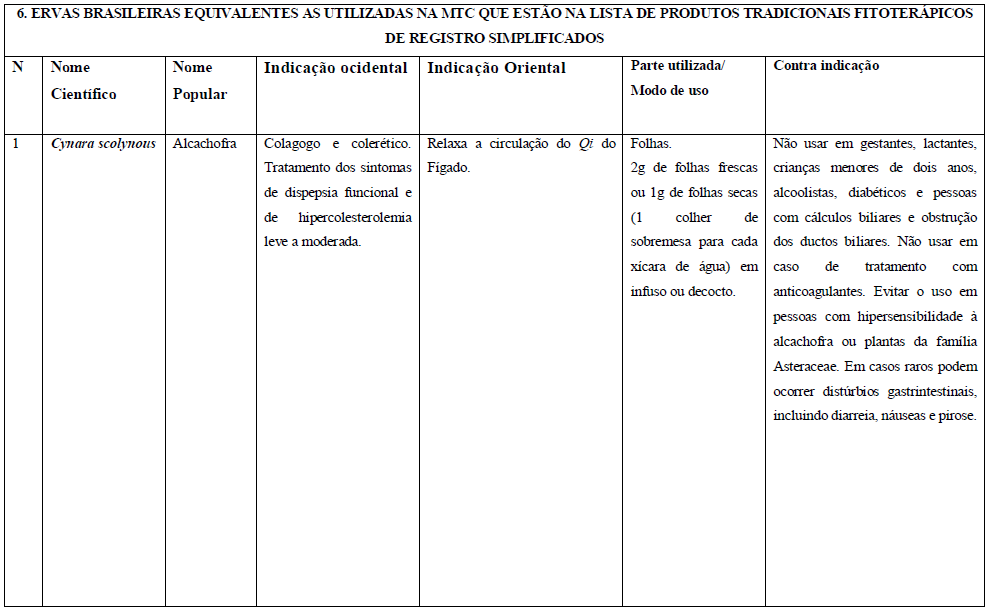 6. ERVAS BRASILEIRAS EQUIVALENTES AS UTILIZADAS NA MTC QUE ESTÃO NA LISTA DE PRODUTOS TRADICIONAIS FITOTERÁPICOS
DE REGISTRO SIMPLIFICADOS
N
Nome
Científico
Nome
Popular
Indicação ocidental
Indicação Oriental
Parte utilizada/
Modo de uso
Contra indicação
1
Cynara scolynous
Alcachofra
Colagogo e colerético.
Tratamento dos sintomas
de dispepsia funcional e
de hipercolesterolemia
leve a moderada.
Relaxa a circulação do Qi do
Fígado.
Folhas.
2g de folhas frescas
ou 1g de folhas secas
(1 colher de
sobremesa para cada
xícara de água) em
infuso ou decocto.
Não usar em gestantes, lactantes,
crianças menores de dois anos,
alcoolistas, diabéticos e pessoas
com cálculos biliares e obstrução
dos ductos biliares. Não usar em
caso de tratamento com
anticoagulantes. Evitar o uso em
pessoas com hipersensibilidade à
alcachofra ou plantas da família
Asteraceae. Em casos raros podem
ocorrer distúrbios gastrintestinais,
incluindo diarreia, náuseas e pirose.